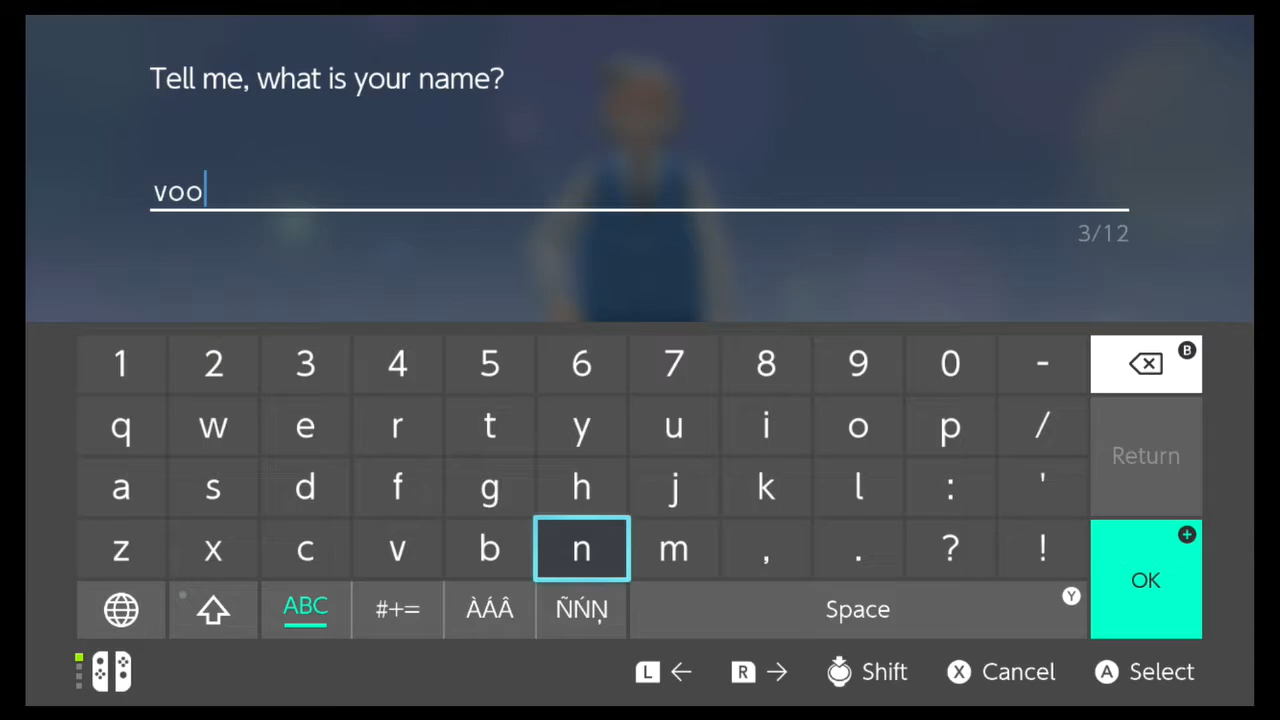 Tell me, what is your name?
voo
3/12
1 2 3 4 5 6 7 8 9 0 - B
q w e r t y u i o p /
Return
a s d f g h j k l : '
z x c v b n m , . ? ! +
OK
ABC #+= ÀÁÂ ÑŃŅ Space Y
L ← R → Shift X Cancel A Select